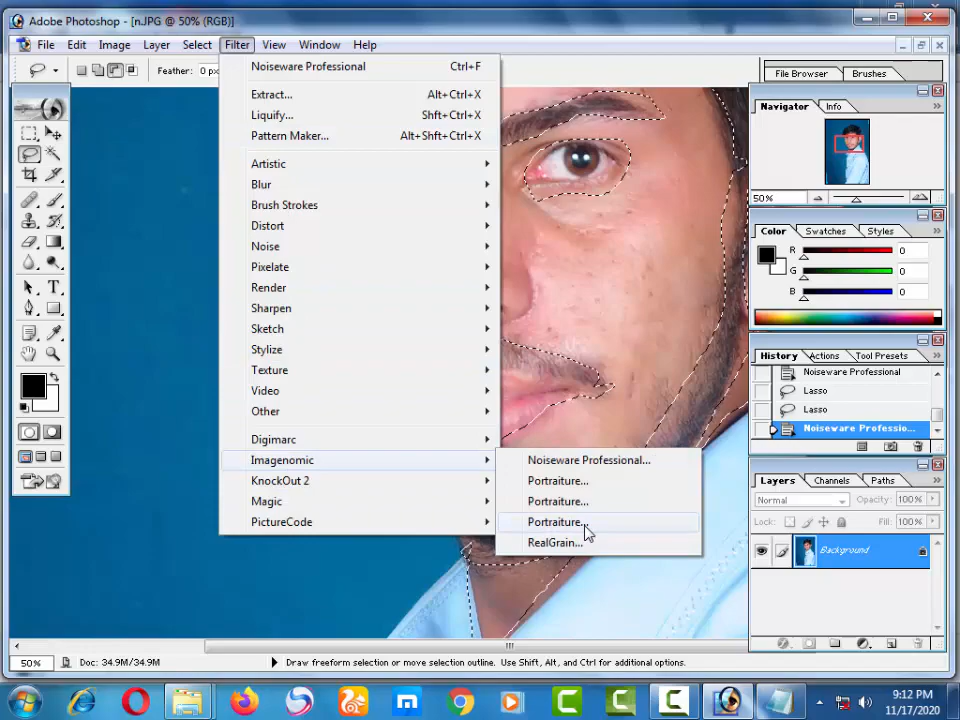 Adobe Photoshop - [n.JPG @ 50% (RGB)]
File Edit Image Layer Select Filter View Window Help
Feather: 0 px
File Browser Brushes
Noiseware Professional Ctrl+F
Extract... Alt+Ctrl+X
Liquify... Shft+Ctrl+X
Pattern Maker... Alt+Shft+Ctrl+X
Artistic
Blur
Brush Strokes
Distort
Noise
Pixelate
Render
Sharpen
Sketch
Stylize
Texture
Video
Other
Digimarc
Imagenomic
KnockOut 2
Magic
PictureCode
Noiseware Professional...
Portraiture...
Portraiture...
Portraiture...
RealGrain...
Navigator Info
50%
Color Swatches Styles
R 0
G 0
B 0
History Actions Tool Presets
Noiseware Professional
Lasso
Lasso
Noiseware Professio...
Layers Channels Paths
Normal Opacity: 100%
Lock: Fill: 100%
Background
50% Doc: 34.9M/34.9M Draw freeform selection or move selection outline. Use Shift, Alt, and Ctrl for additional options.
9:12 PM
11/17/2020